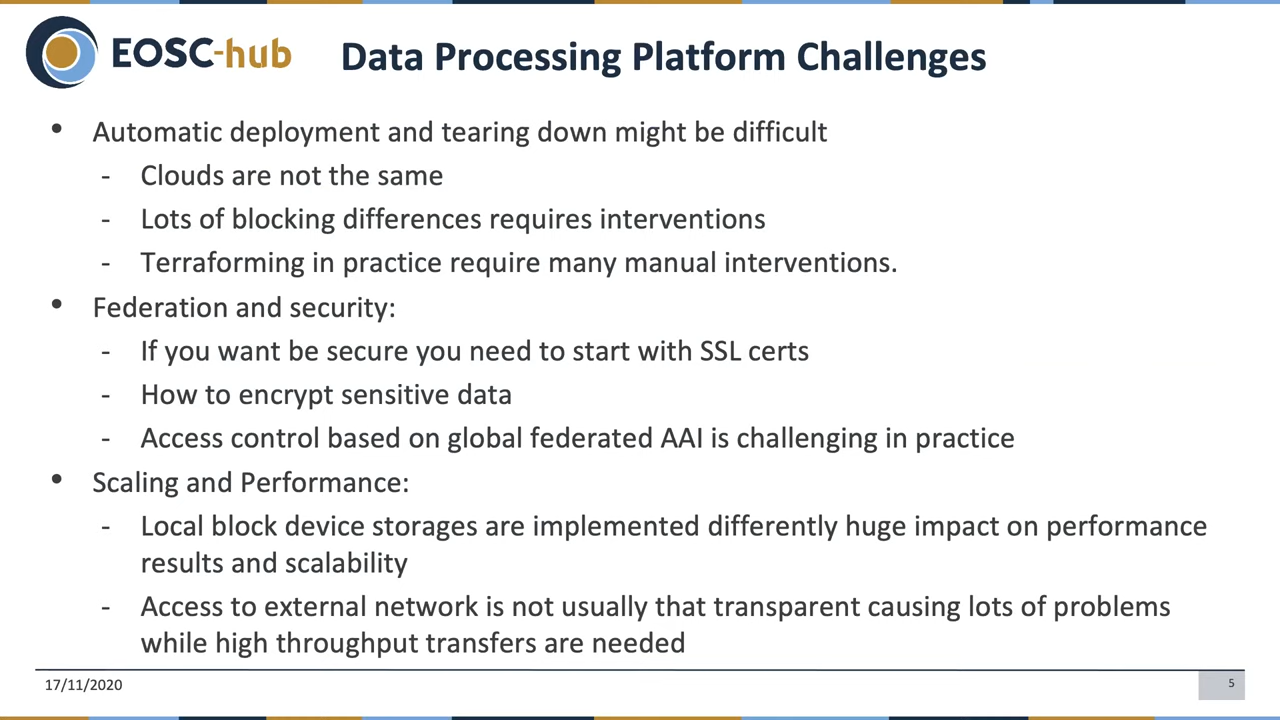 EOSC-hub
Data Processing Platform Challenges
• Automatic deployment and tearing down might be difficult
- Clouds are not the same
- Lots of blocking differences requires interventions
- Terraforming in practice require many manual interventions.
• Federation and security:
- If you want be secure you need to start with SSL certs
- How to encrypt sensitive data
- Access control based on global federated AAI is challenging in practice
• Scaling and Performance:
- Local block device storages are implemented differently huge impact on performance
results and scalability
- Access to external network is not usually that transparent causing lots of problems
while high throughput transfers are needed
17/11/2020
5